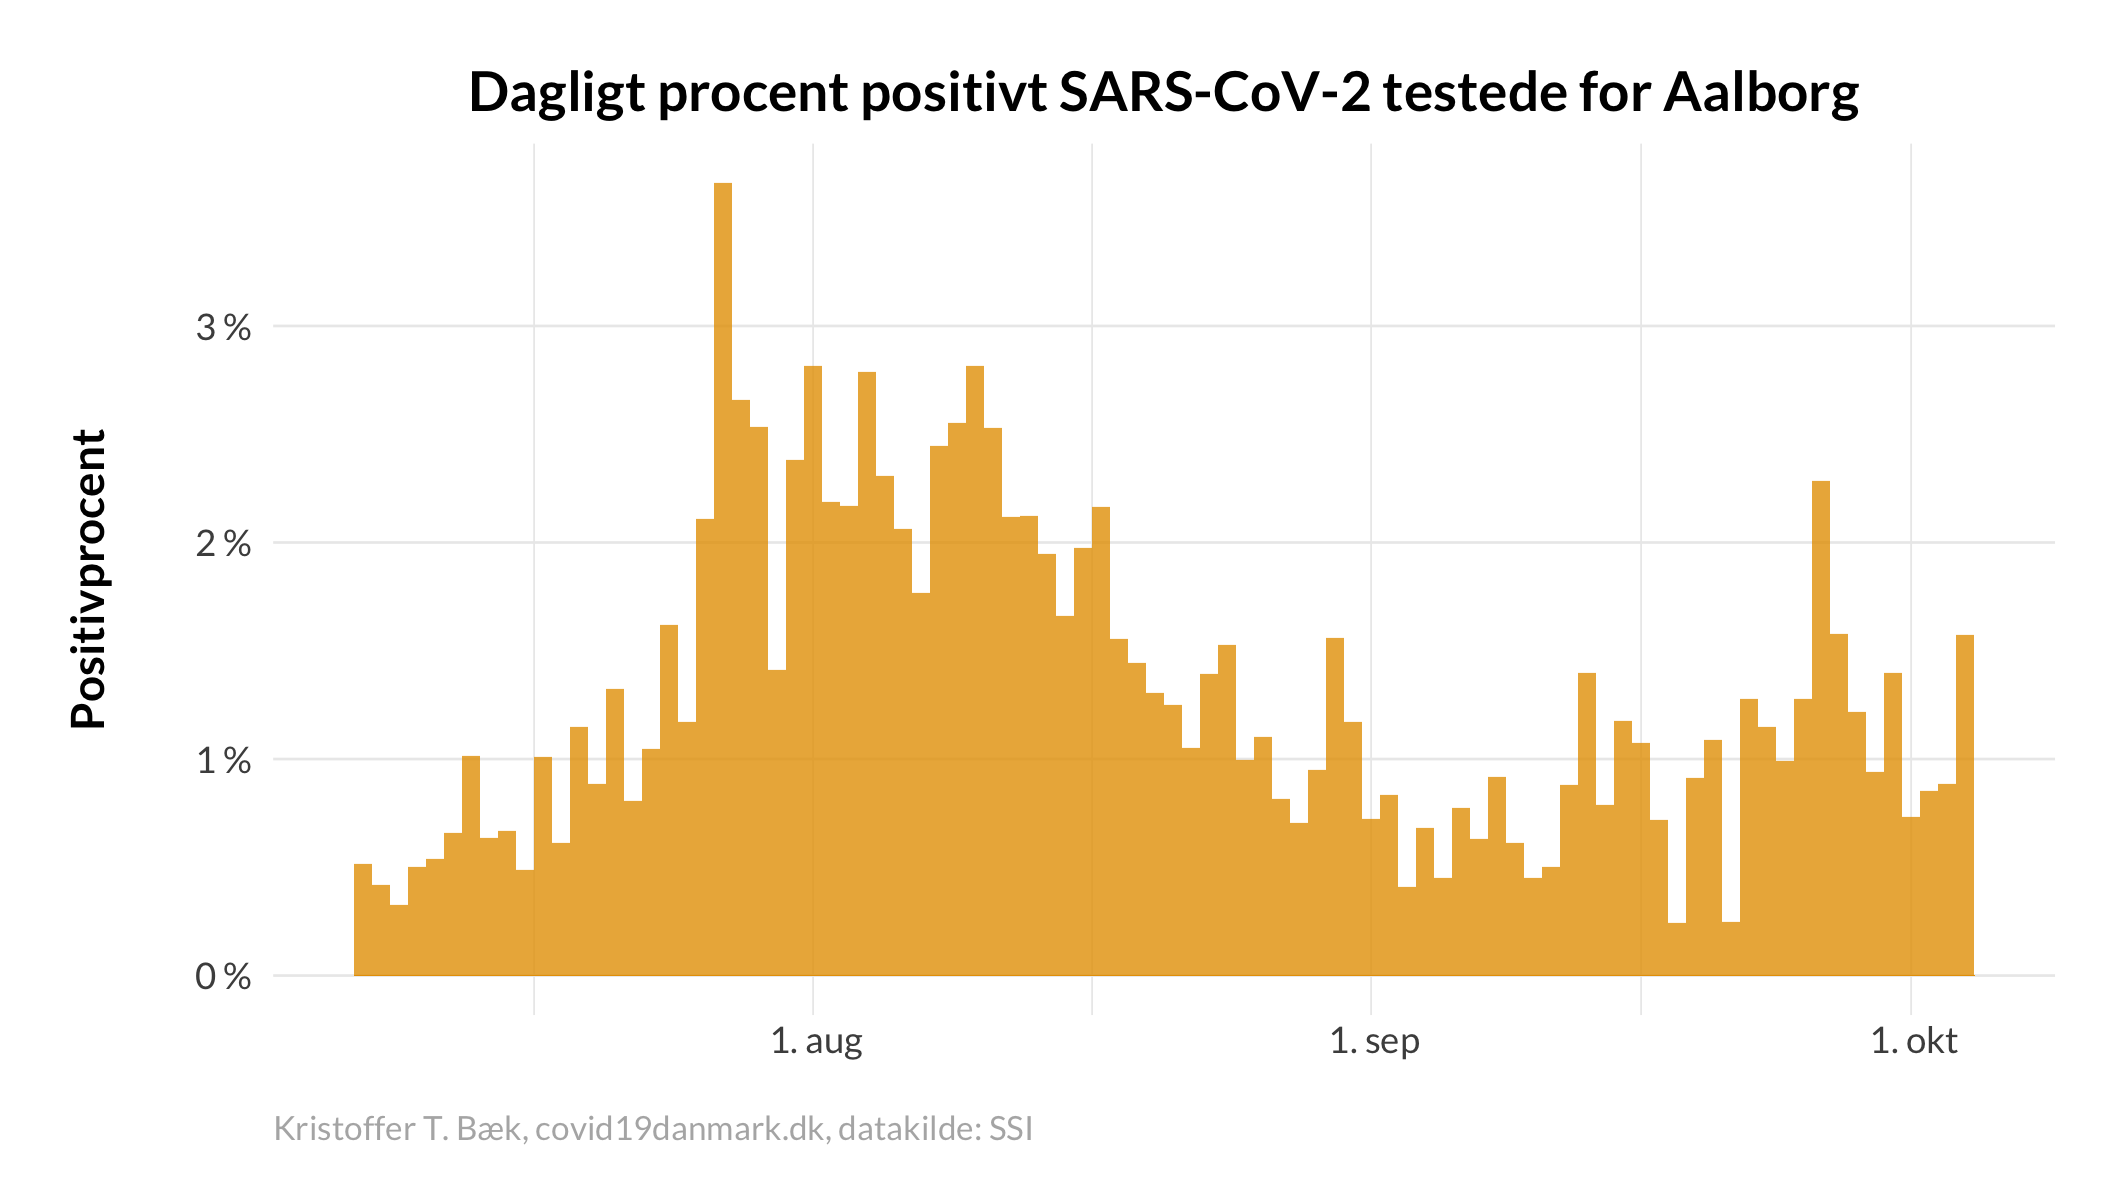 Dagligt procent positivt SARS-CoV-2 testede for Aalborg
Positivprocent
3 %
2 %
1 %
0 %
1. aug
1. sep
1. okt
Kristoffer T. Bæk, covid19danmark.dk, datakilde: SSI